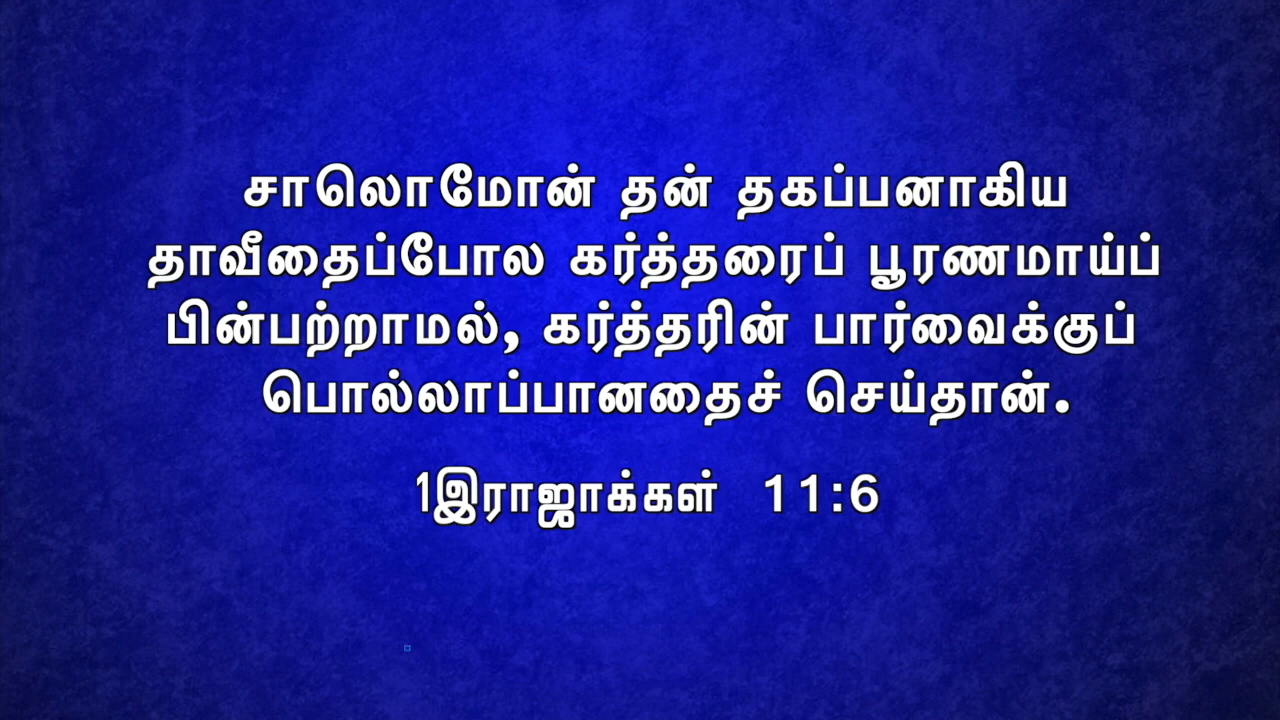 சாலொமோன் தன் தகப்பனாகிய
தாவீதைப்போல கர்த்தரைப் பூரணமாய்ப்
பின்பற்றாமல், கர்த்தரின் பார்வைக்குப்
பொல்லாப்பானதைச் செய்தான்.
1இராஜாக்கள் 11:6